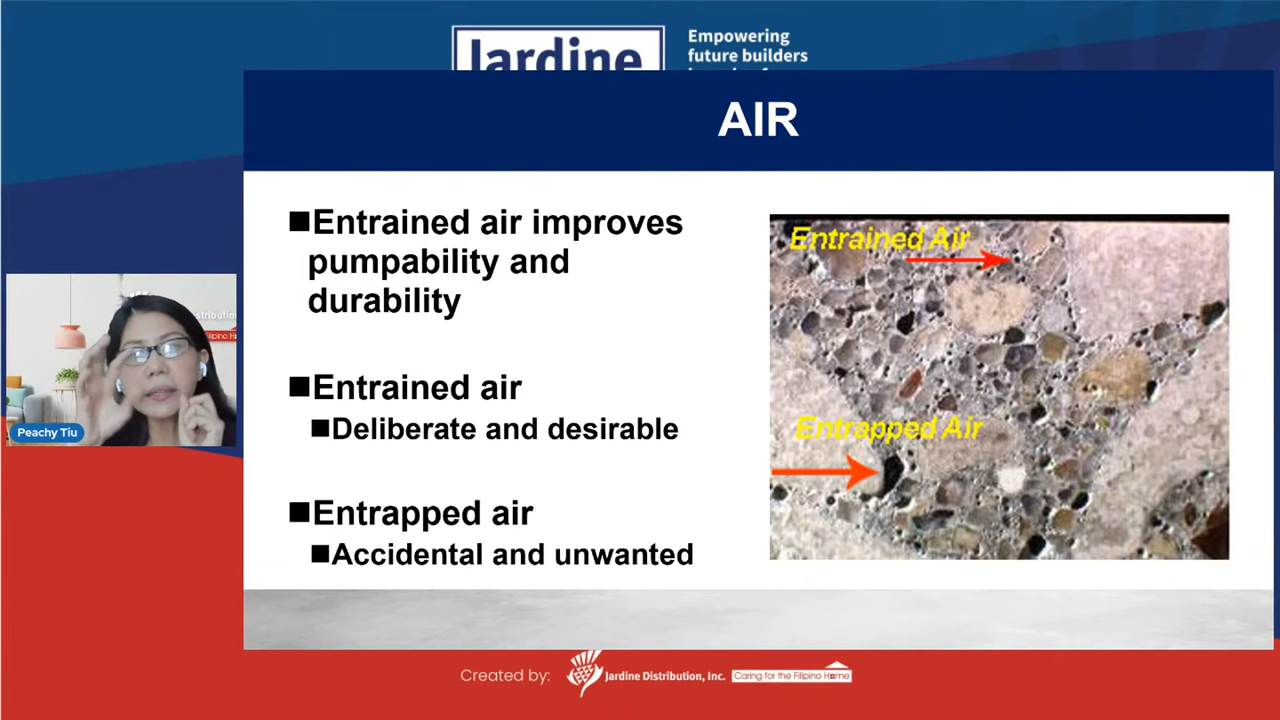 Jardine
Empowering
future builders
AIR
■Entrained air improves
pumpability and
durability
■Entrained air
■Deliberate and desirable
■Entrapped air
■Accidental and unwanted
Entrained Air
Entrapped Air
Peachy Tiu
Created by:
Jardine Distribution, Inc.
Caring for the Filipino Home